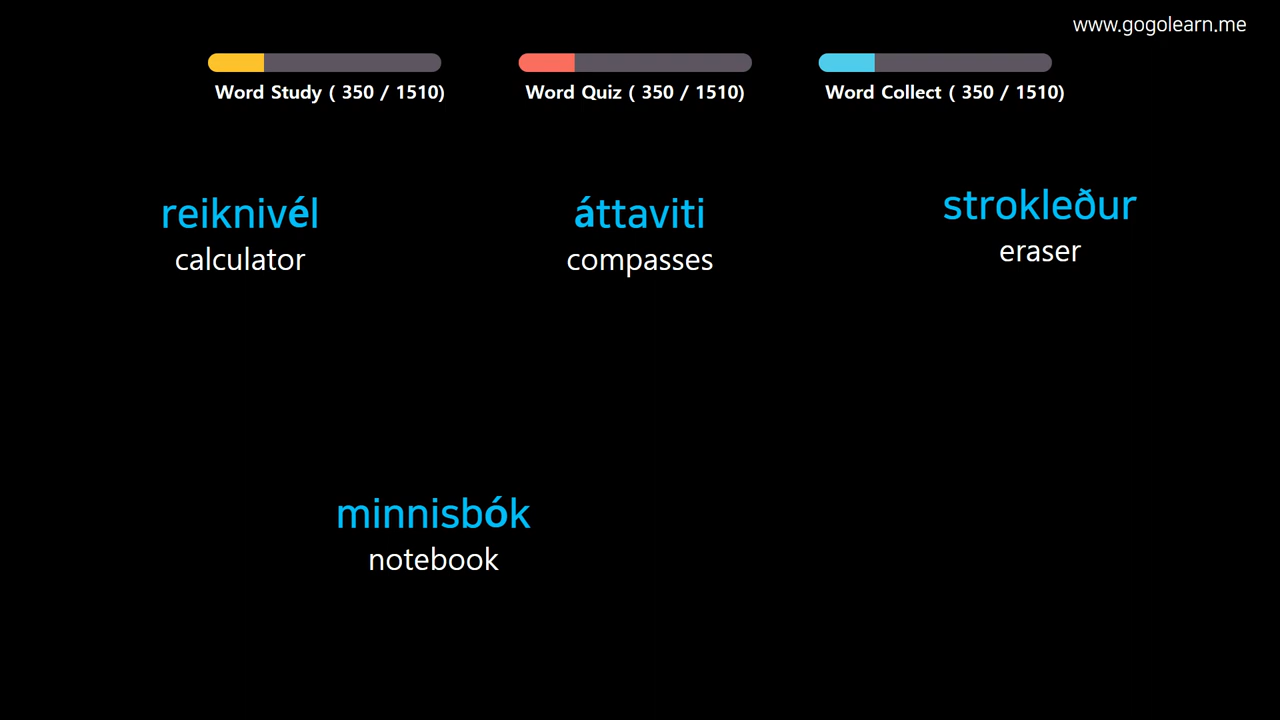 www.gogolearn.me
Word Study ( 350 / 1510)
Word Quiz ( 350 / 1510)
Word Collect ( 350 / 1510)
reiknivél
calculator
áttaviti
compasses
strokleður
eraser
minnisbók
notebook